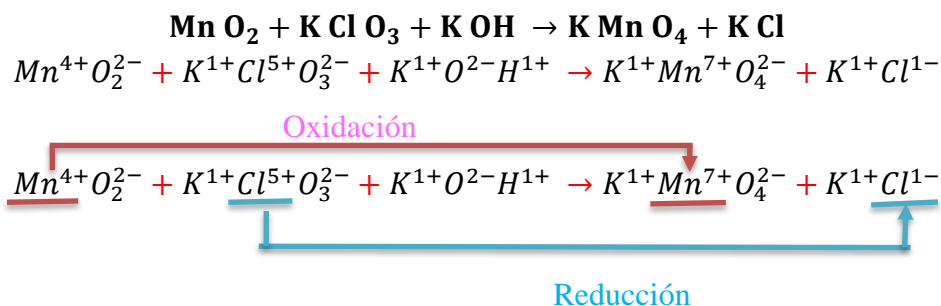 Mn O₂ + K Cl O₃ + K OH → K Mn O₄ + K Cl
Mn⁴⁺O₂²⁻ + K¹⁺Cl⁵⁺O₃²⁻ + K¹⁺O²⁻H¹⁺ → K¹⁺Mn⁷⁺O₄²⁻ + K¹⁺Cl¹⁻
Oxidación
Mn⁴⁺O₂²⁻ + K¹⁺Cl⁵⁺O₃²⁻ + K¹⁺O²⁻H¹⁺ → K¹⁺Mn⁷⁺O₄²⁻ + K¹⁺Cl¹⁻
Reducción